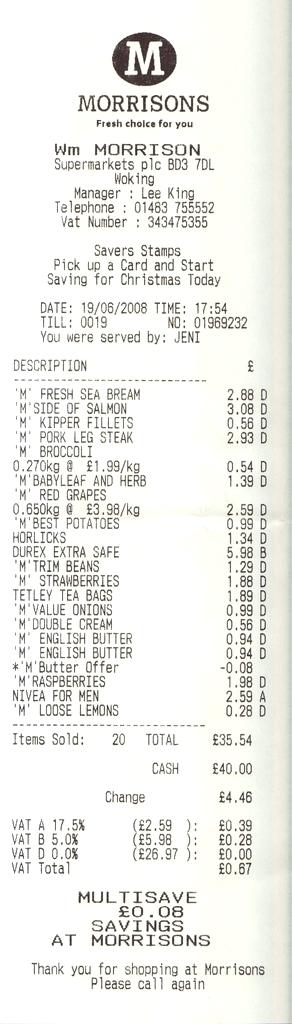 M
MORRISONS
Fresh choice for you
Wm MORRISON
Supermarkets plc BD3 7DL
Woking
Manager : Lee King
Telephone : 01483 755552
Vat Number : 343475355
Savers Stamps
Pick up a Card and Start
Saving for Christmas Today
DATE: 19/06/2008 TIME: 17:54
TILL: 0019 NO: 01969232
You were served by: JENI
DESCRIPTION £
'M' FRESH SEA BREAM 2.88 D
'M'SIDE OF SALMON 3.08 D
'M' KIPPER FILLETS 0.56 D
'M' PORK LEG STEAK 2.93 D
'M' BROCCOLI
0.270kg @ £1.99/kg 0.54 D
'M'BABYLEAF AND HERB 1.39 D
'M' RED GRAPES
0.650kg @ £3.98/kg 2.59 D
'M'BEST POTATOES 0.99 D
HORLICKS 1.34 D
DUREX EXTRA SAFE 5.98 B
'M'TRIM BEANS 1.29 D
'M' STRAWBERRIES 1.88 D
TETLEY TEA BAGS 1.89 D
'M'VALUE ONIONS 0.99 D
'M'DOUBLE CREAM 0.56 D
'M' ENGLISH BUTTER 0.94 D
'M' ENGLISH BUTTER 0.94 D
*'M'Butter Offer -0.08
'M'RASPBERRIES 1.98 D
NIVEA FOR MEN 2.59 A
'M' LOOSE LEMONS 0.28 D
Items Sold: 20 TOTAL £35.54
CASH £40.00
Change £4.46
VAT A 17.5% (£2.59 ): £0.39
VAT B 5.0% (£5.98 ): £0.28
VAT D 0.0% (£26.97 ): £0.00
VAT Total £0.67
MULTISAVE
£0.08
SAVINGS
AT MORRISONS
Thank you for shopping at Morrisons
Please call again